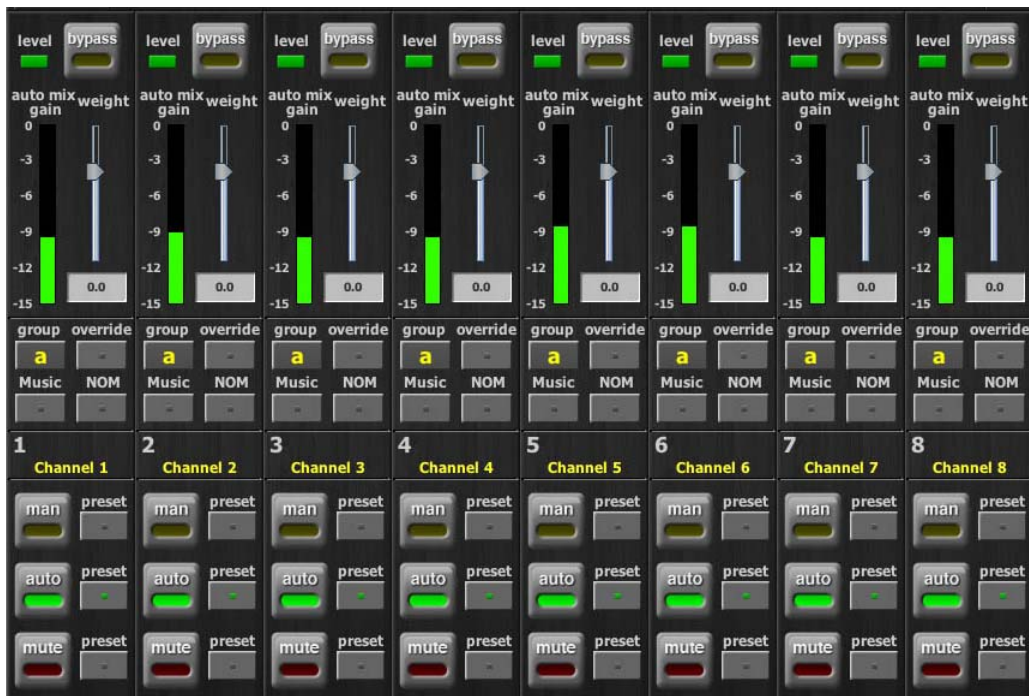 level bypass level bypass level bypass level bypass level bypass level bypass level bypass level bypass
auto mix gain weight auto mix gain weight auto mix gain weight auto mix gain weight auto mix gain weight auto mix gain weight auto mix gain weight auto mix gain weight
0 0 0 0 0 0 0 0
-3 -3 -3 -3 -3 -3 -3 -3
-6 -6 -6 -6 -6 -6 -6 -6
-9 -9 -9 -9 -9 -9 -9 -9
-12 -12 -12 -12 -12 -12 -12 -12
0.0 0.0 0.0 0.0 0.0 0.0 0.0 0.0
-15 -15 -15 -15 -15 -15 -15 -15
group override group override group override group override group override group override group override group override
a a a a a a a a
Music NOM Music NOM Music NOM Music NOM Music NOM Music NOM Music NOM Music NOM
1 2 3 4 5 6 7 8
Channel 1 Channel 2 Channel 3 Channel 4 Channel 5 Channel 6 Channel 7 Channel 8
man preset man preset man preset man preset man preset man preset man preset man preset
auto preset auto preset auto preset auto preset auto preset auto preset auto preset auto preset
mute preset mute preset mute preset mute preset mute preset mute preset mute preset mute preset